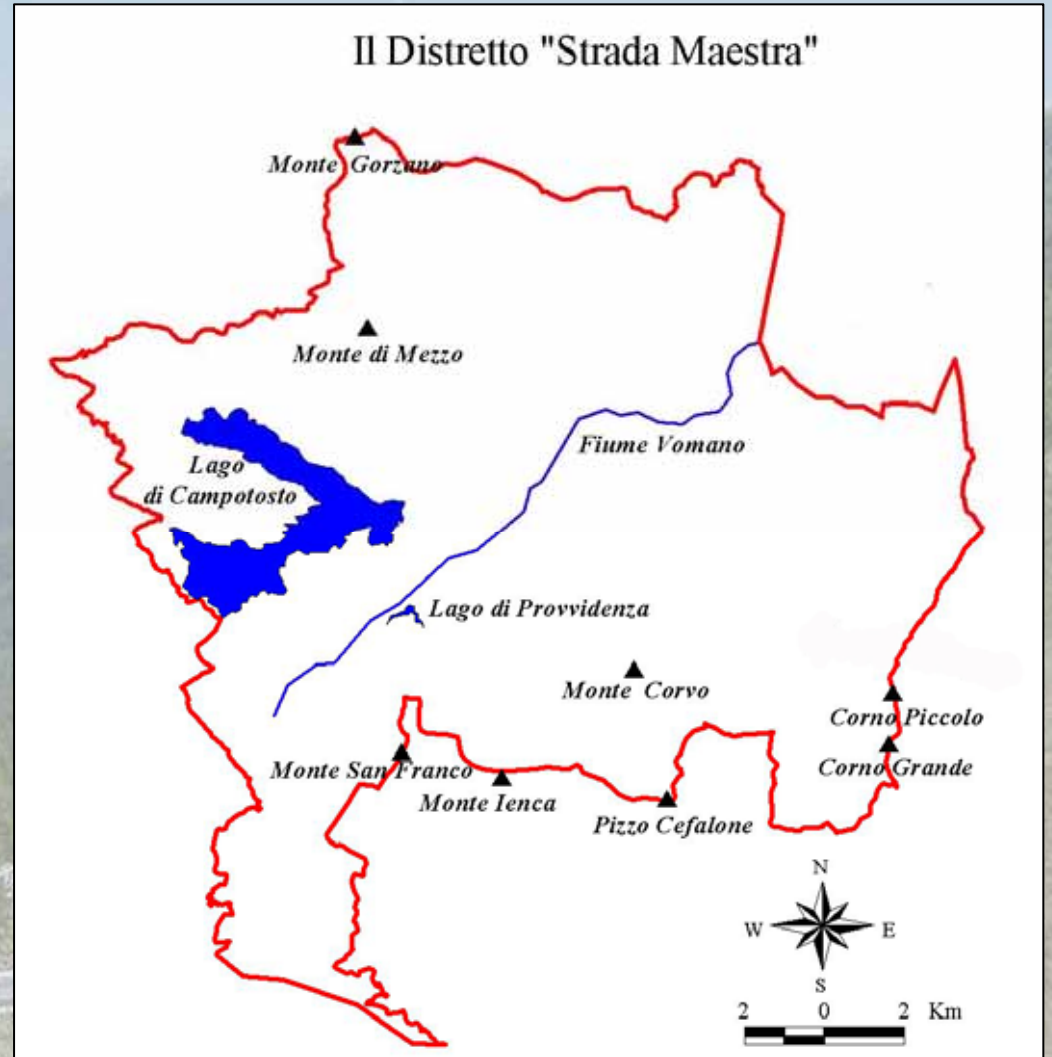 Il Distretto "Strada Maestra"
Monte Gorzano
Monte di Mezzo
Fiume Vomano
Lago
di Campotosto
Lago di Provvidenza
Monte Corvo
Corno Piccolo
Monte San Franco
Corno Grande
Monte Ienca
Pizzo Cefalone
N
W E
S
2 0 2 Km